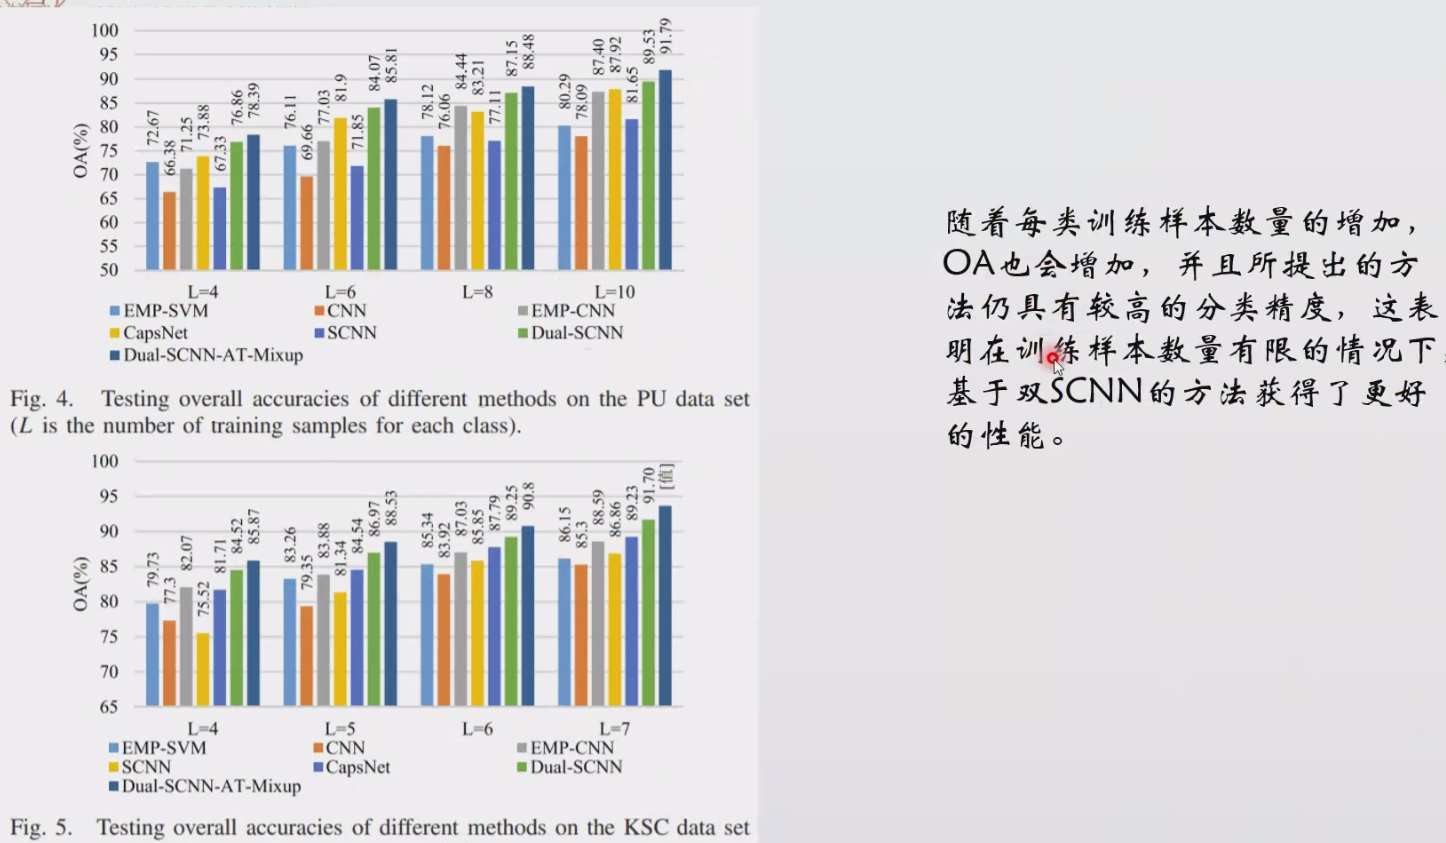 100
95
90
85
80
75
70
65
60
55
50
OA(%)
72.67 66.38 71.25 73.88 67.33 76.86 78.39
76.11 69.66 77.03 81.9 71.85 84.07 85.81
78.12 76.06 84.44 83.21 77.11 87.15 88.48
80.29 78.09 87.40 87.92 81.65 89.53 91.79
L=4 L=6 L=8 L=10
EMP-SVM CNN EMP-CNN
CapsNet SCNN Dual-SCNN
Dual-SCNN-AT-Mixup
Fig. 4. Testing overall accuracies of different methods on the PU data set
(L is the number of training samples for each class).
100
95
90
85
80
75
70
65
OA(%)
79.73 77.3 82.07 75.52 81.71 84.52 85.87
83.26 79.35 83.88 81.34 84.54 86.97 88.53
85.34 83.92 87.03 85.85 87.79 89.25 90.8
86.15 85.3 88.59 86.86 89.23 91.70 [值]
L=4 L=5 L=6 L=7
EMP-SVM CNN EMP-CNN
SCNN CapsNet Dual-SCNN
Dual-SCNN-AT-Mixup
Fig. 5. Testing overall accuracies of different methods on the KSC data set
随着每类训练样本数量的增加，
OA也会增加，并且所提出的方
法仍具有较高的分类精度，这表
明在训练样本数量有限的情况下，
基于双SCNN的方法获得了更好
的性能。